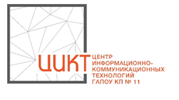 ЦИКТ
ЦЕНТР
ИНФОРМАЦИОННО-
КОММУНИКАЦИОННЫХ
ТЕХНОЛОГИЙ
ГАПОУ КП № 11